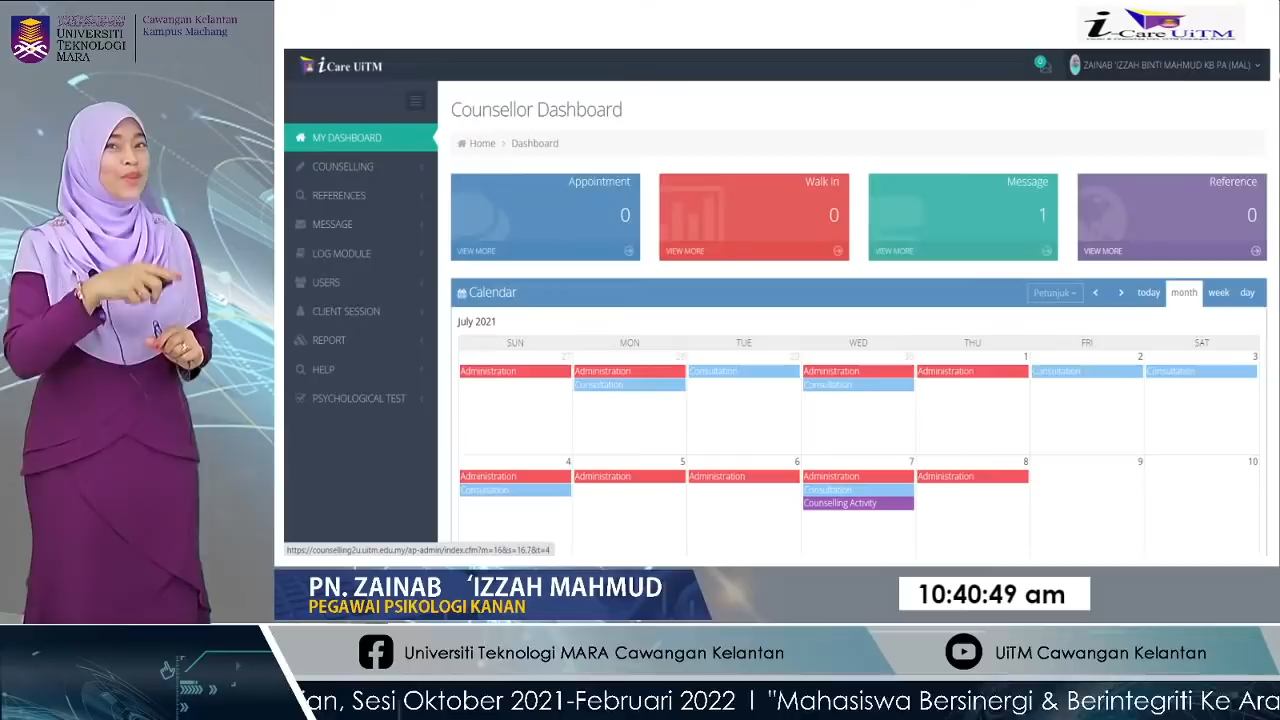 UNIVERSITI
TEKNOLOGI
MARA
Cawangan Kelantan
Kampus Machang
i-Care UiTM
iCare UiTM
0
ZAINAB 'IZZAH BINTI MAHMUD KB PA (MAL)
MY DASHBOARD
COUNSELLING
REFERENCES
MESSAGE
LOG MODULE
USERS
CLIENT SESSION
REPORT
HELP
PSYCHOLOGICAL TEST
Counsellor Dashboard
Home > Dashboard
Appointment
0
VIEW MORE
Walk In
0
VIEW MORE
Message
1
VIEW MORE
Reference
0
VIEW MORE
Calendar
Petunjuk
today month week day
July 2021
SUN MON TUE WED THU FRI SAT
1 2 3
Administration Administration Consultation Administration Administration Consultation Consultation
Consultation Consultation
4 5 6 7 8 9 10
Administration Administration Administration Administration Administration
Consultation Consultation
Counselling Activity
https://counselling2u.uitm.edu.my/ap-admin/index.cfm?m=16&s=16.7&t=4
PN. ZAINAB 'IZZAH MAHMUD
PEGAWAI PSIKOLOGI KANAN
10:40:49 am
Universiti Teknologi MARA Cawangan Kelantan
UiTM Cawangan Kelantan
an, Sesi Oktober 2021-Februari 2022 | "Mahasiswa Bersinergi & Berintegriti Ke Ara